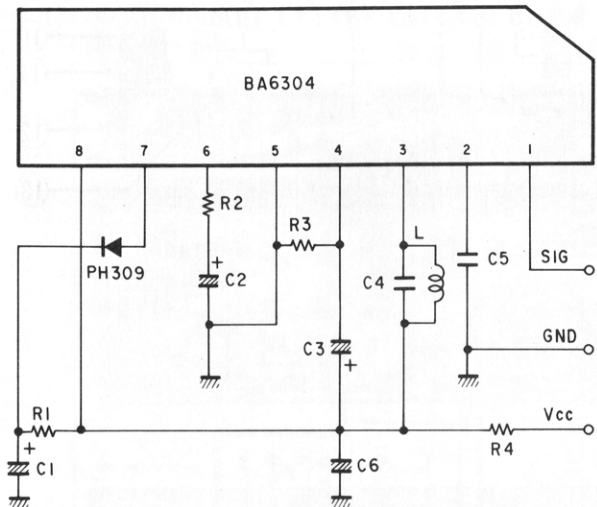 BA6304
8 7 6 5 4 3 2 1
R2
R3
L
PH309
+
C2
C4
C5
SIG
C3
+
GND
R1
Vcc
+
C1
C6
R4